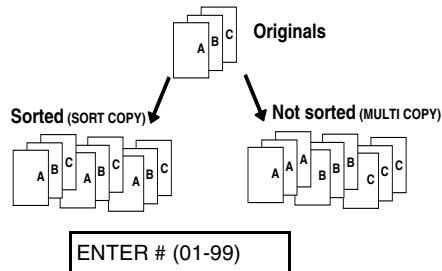 Originals
A B C
Sorted (SORT COPY)
Not sorted (MULTI COPY)
A B C A B C A B C
A A A B B B C C C
ENTER # (01-99)